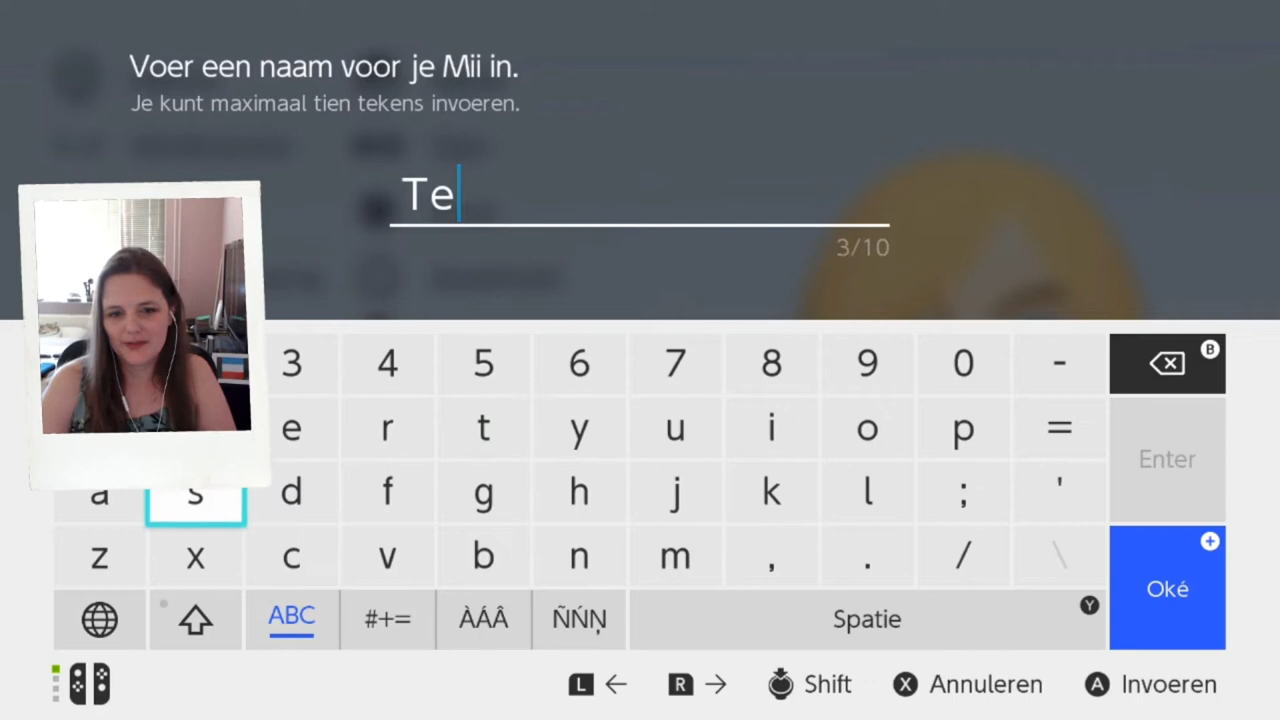 Voer een naam voor je Mii in.
Je kunt maximaal tien tekens invoeren.
Te
3/10
3 4 5 6 7 8 9 0 - B
e r t y u i o p = Enter
a s d f g h j k l ; '
z x c v b n m , . / \ + Oké
ABC #+= ÀÁÂ ÑŃŅ Spatie Y
L ← R → Shift X Annuleren A Invoeren